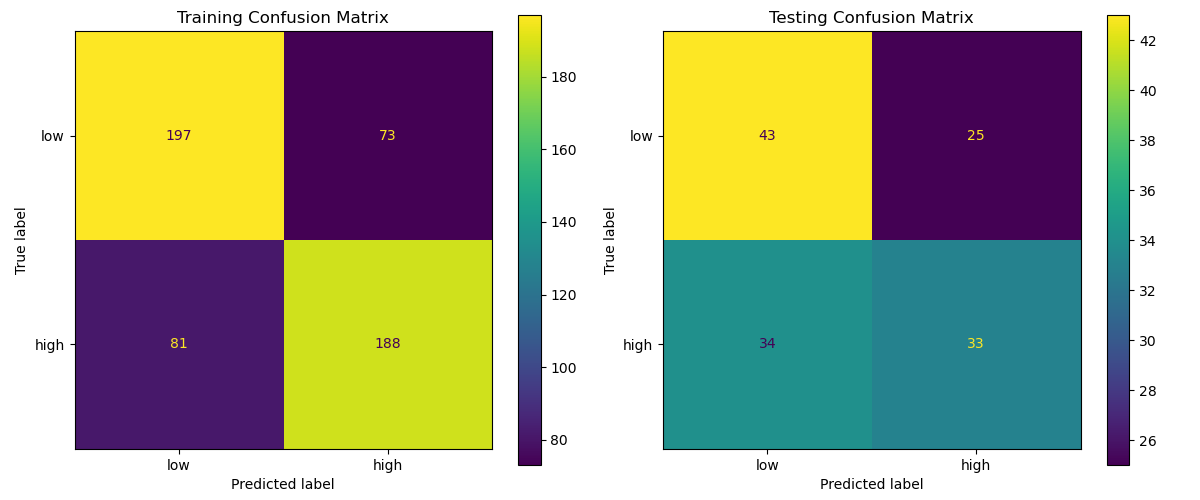 Training Confusion Matrix
True label
low
high
197
73
81
188
low
high
Predicted label
180
160
140
120
100
80
Testing Confusion Matrix
True label
low
high
43
25
34
33
low
high
Predicted label
42
40
38
36
34
32
30
28
26